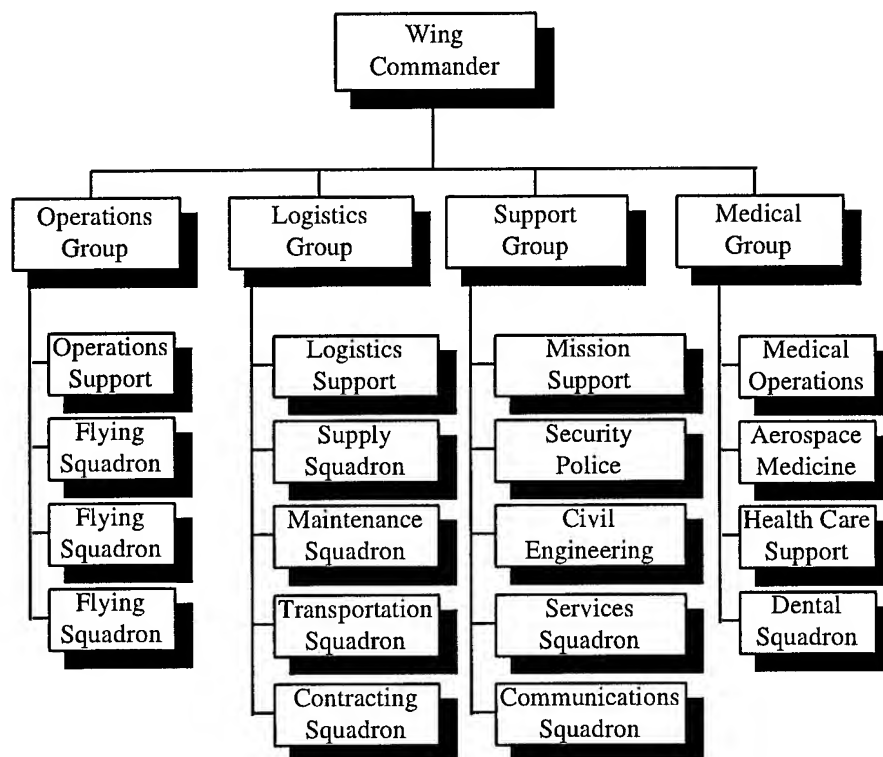 Wing
Commander
Operations
Group
Logistics
Group
Support
Group
Medical
Group
Operations
Support
Flying
Squadron
Flying
Squadron
Flying
Squadron
Logistics
Support
Supply
Squadron
Maintenance
Squadron
Transportation
Squadron
Contracting
Squadron
Mission
Support
Security
Police
Civil
Engineering
Services
Squadron
Communications
Squadron
Medical
Operations
Aerospace
Medicine
Health Care
Support
Dental
Squadron